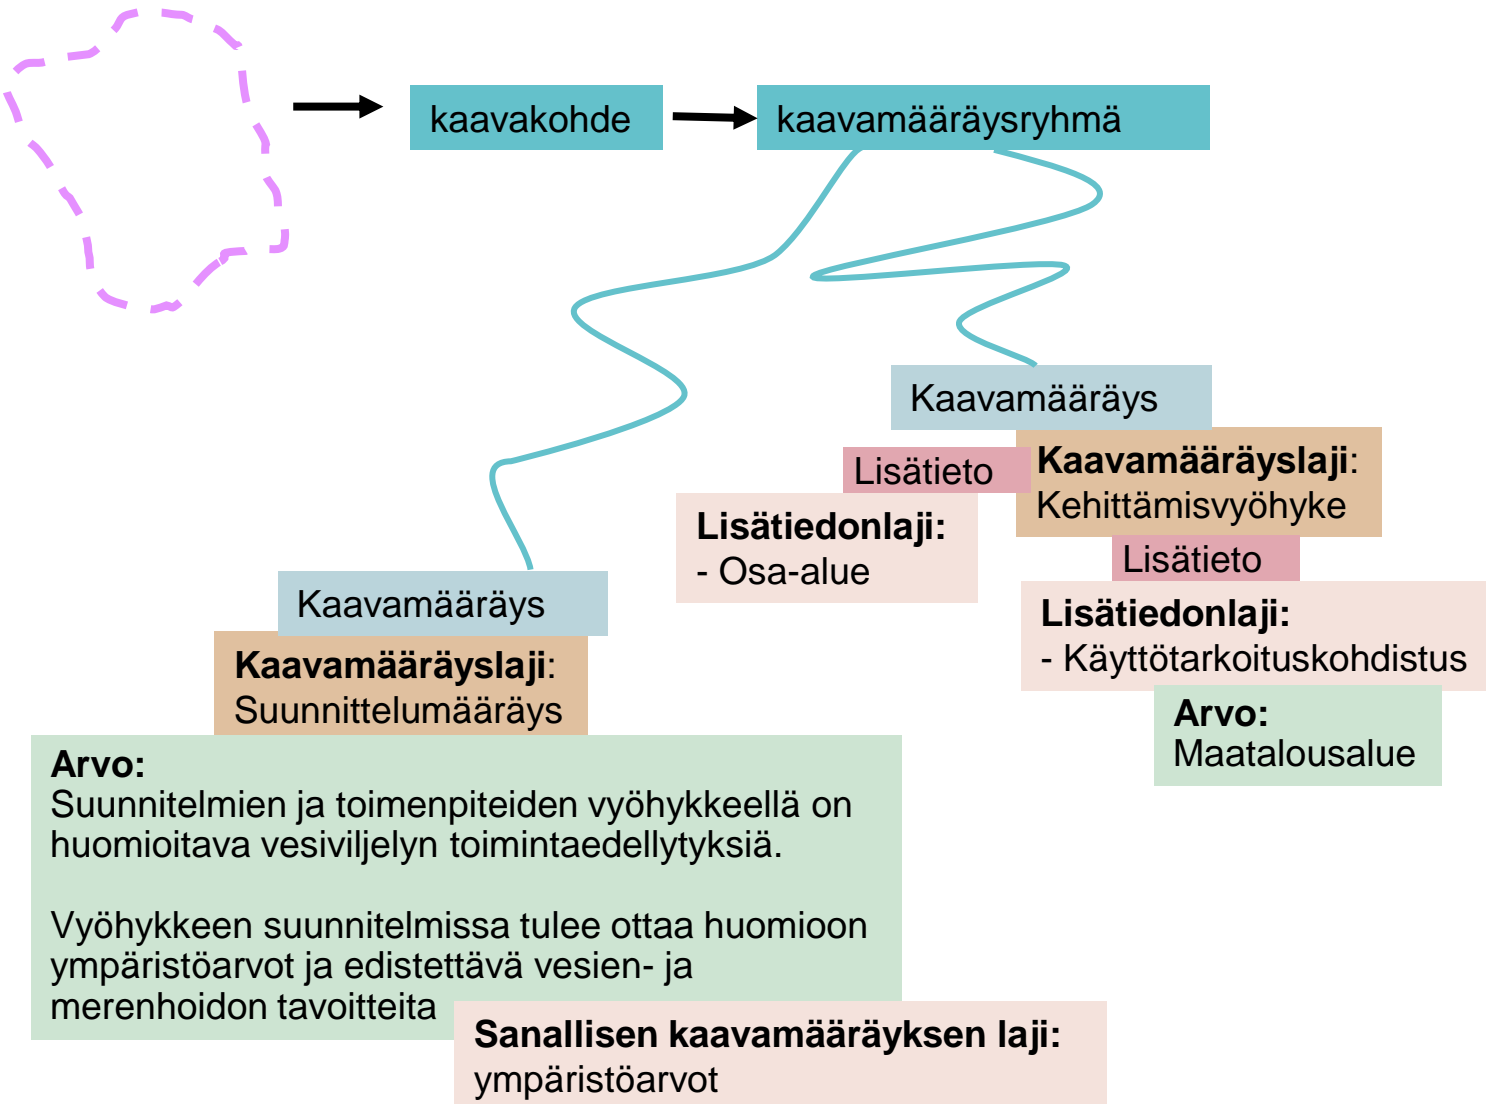 kaavakohde
kaavamääräysryhmä
Kaavamääräys
Lisätieto
Kaavamääräyslaji:
Kehittämisvyöhyke
Lisätiedonlaji:
- Osa-alue
Lisätieto
Lisätiedonlaji:
- Käyttötarkoituskohdistus
Arvo:
Maatalousalue
Kaavamääräys
Kaavamääräyslaji:
Suunnittelumääräys
Arvo:
Suunnitelmien ja toimenpiteiden vyöhykkeellä on
huomioitava vesiviljelyn toimintaedellytyksiä.
Vyöhykkeen suunnitelmissa tulee ottaa huomioon
ympäristöarvot ja edistettävä vesien- ja
merenhoidon tavoitteita
Sanallisen kaavamääräyksen laji:
ympäristöarvot